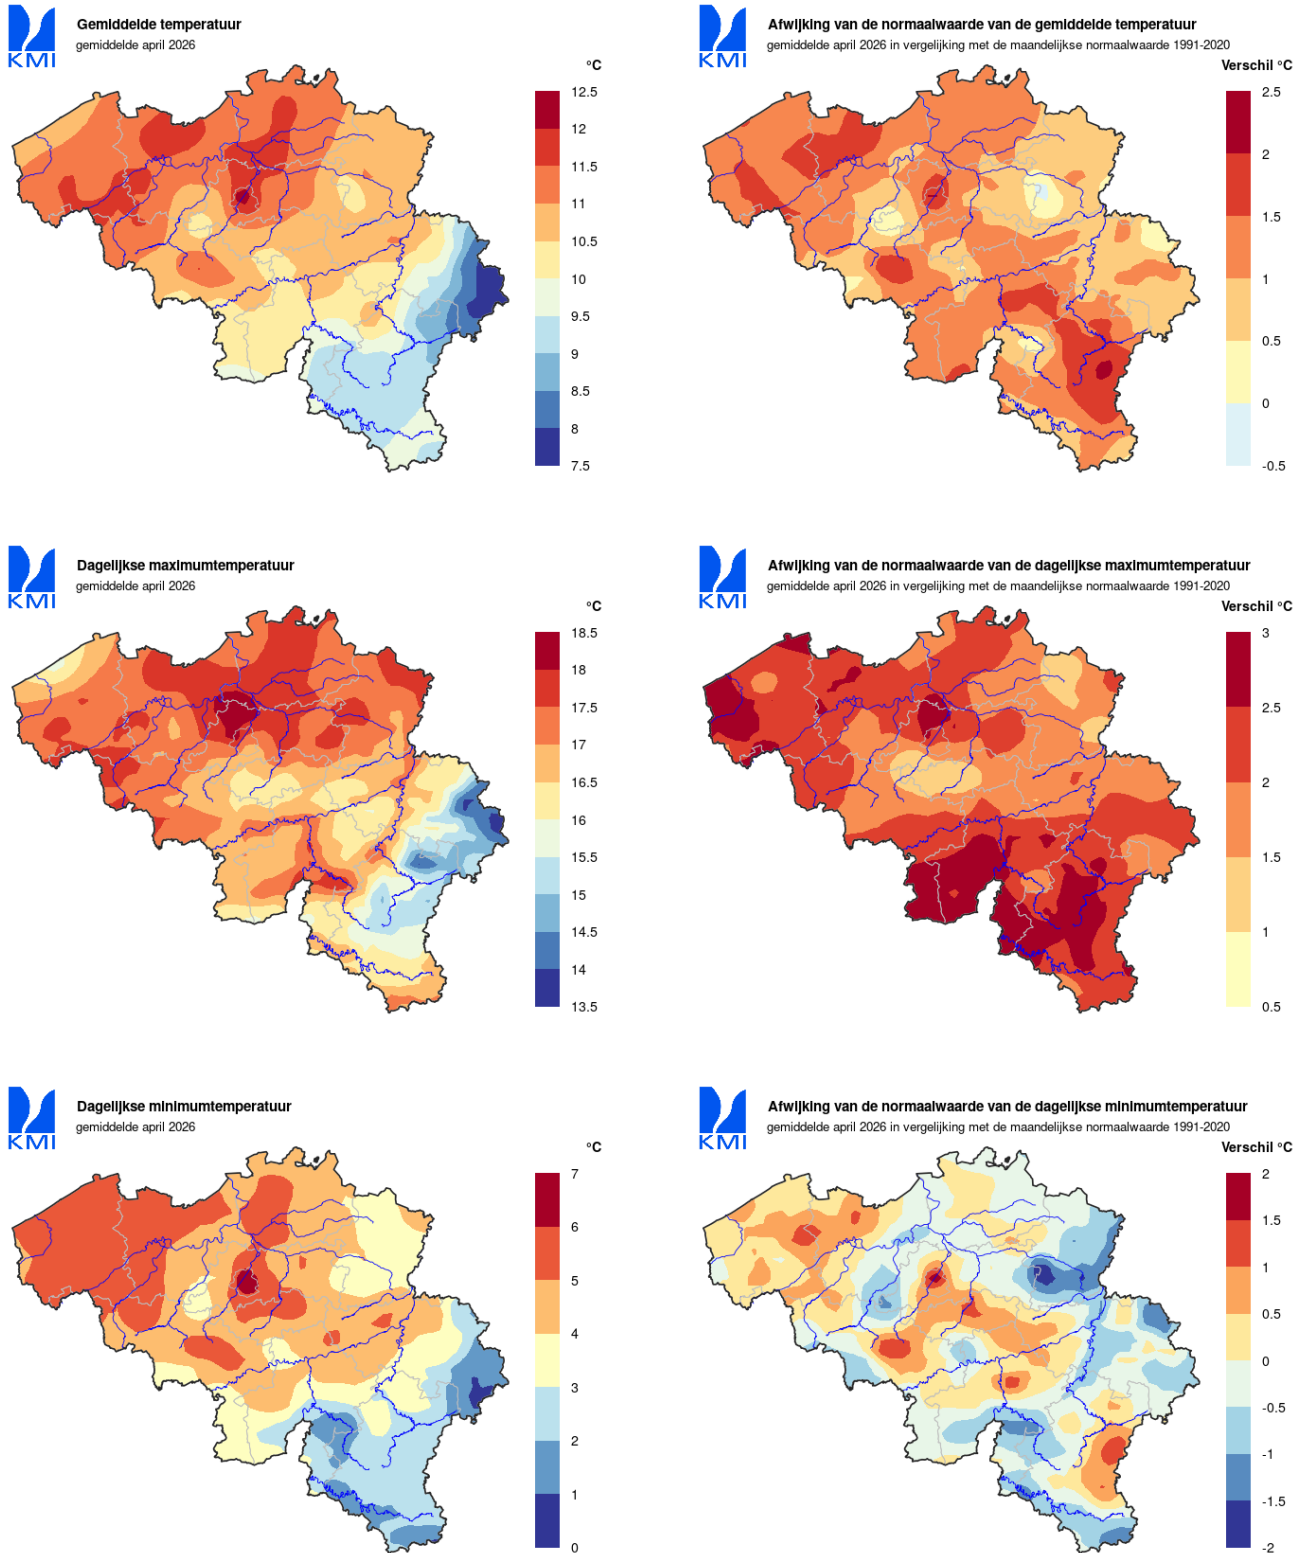 KMI
Gemiddelde temperatuur
gemiddelde april 2026
°C
12.5
12
11.5
11
10.5
10
9.5
9
8.5
8
7.5
KMI
Afwijking van de normaalwaarde van de gemiddelde temperatuur
gemiddelde april 2026 in vergelijking met de maandelijkse normaalwaarde 1991-2020
Verschil °C
2.5
2
1.5
1
0.5
0
-0.5
KMI
Dagelijkse maximumtemperatuur
gemiddelde april 2026
°C
18.5
18
17.5
17
16.5
16
15.5
15
14.5
14
13.5
KMI
Afwijking van de normaalwaarde van de dagelijkse maximumtemperatuur
gemiddelde april 2026 in vergelijking met de maandelijkse normaalwaarde 1991-2020
Verschil °C
3
2.5
2
1.5
1
0.5
KMI
Dagelijkse minimumtemperatuur
gemiddelde april 2026
°C
7
6
5
4
3
2
1
0
KMI
Afwijking van de normaalwaarde van de dagelijkse minimumtemperatuur
gemiddelde april 2026 in vergelijking met de maandelijkse normaalwaarde 1991-2020
Verschil °C
2
1.5
1
0.5
0
-0.5
-1
-1.5
-2